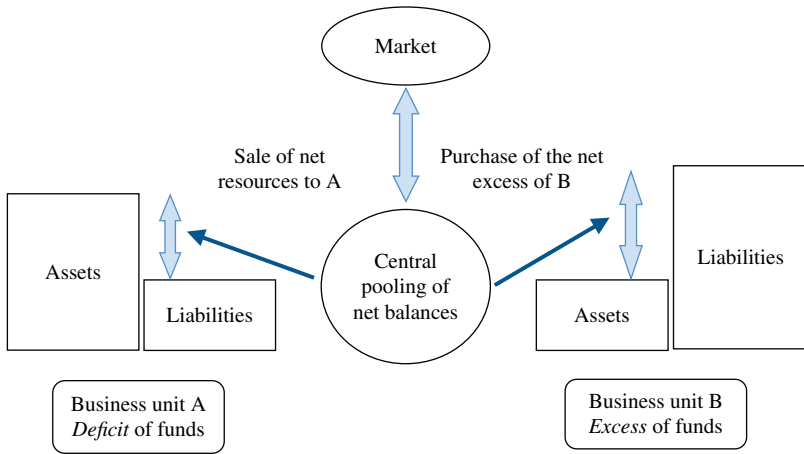 Market
Sale of net
resources to A
Purchase of the net
excess of B
Assets
Liabilities
Central
pooling of
net balances
Assets
Liabilities
Business unit A
Deficit of funds
Business unit B
Excess of funds